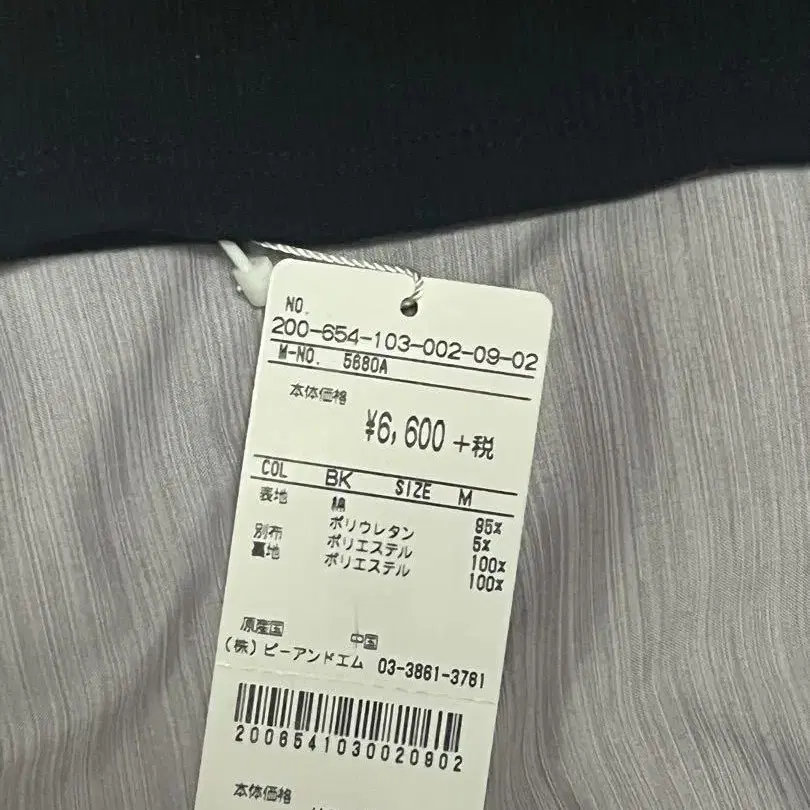 NO.
200-654-103-002-09-02
M-NO. 5680A
本体価格
¥6,600 +税
COL BK SIZE M
表地 綿 95%
ポリウレタン 5%
別布 ポリエステル 100%
裏地 ポリエステル 100%
原産国 中国
(株)ピーアンドエム 03-3861-3761
2006541030020902
本体価格